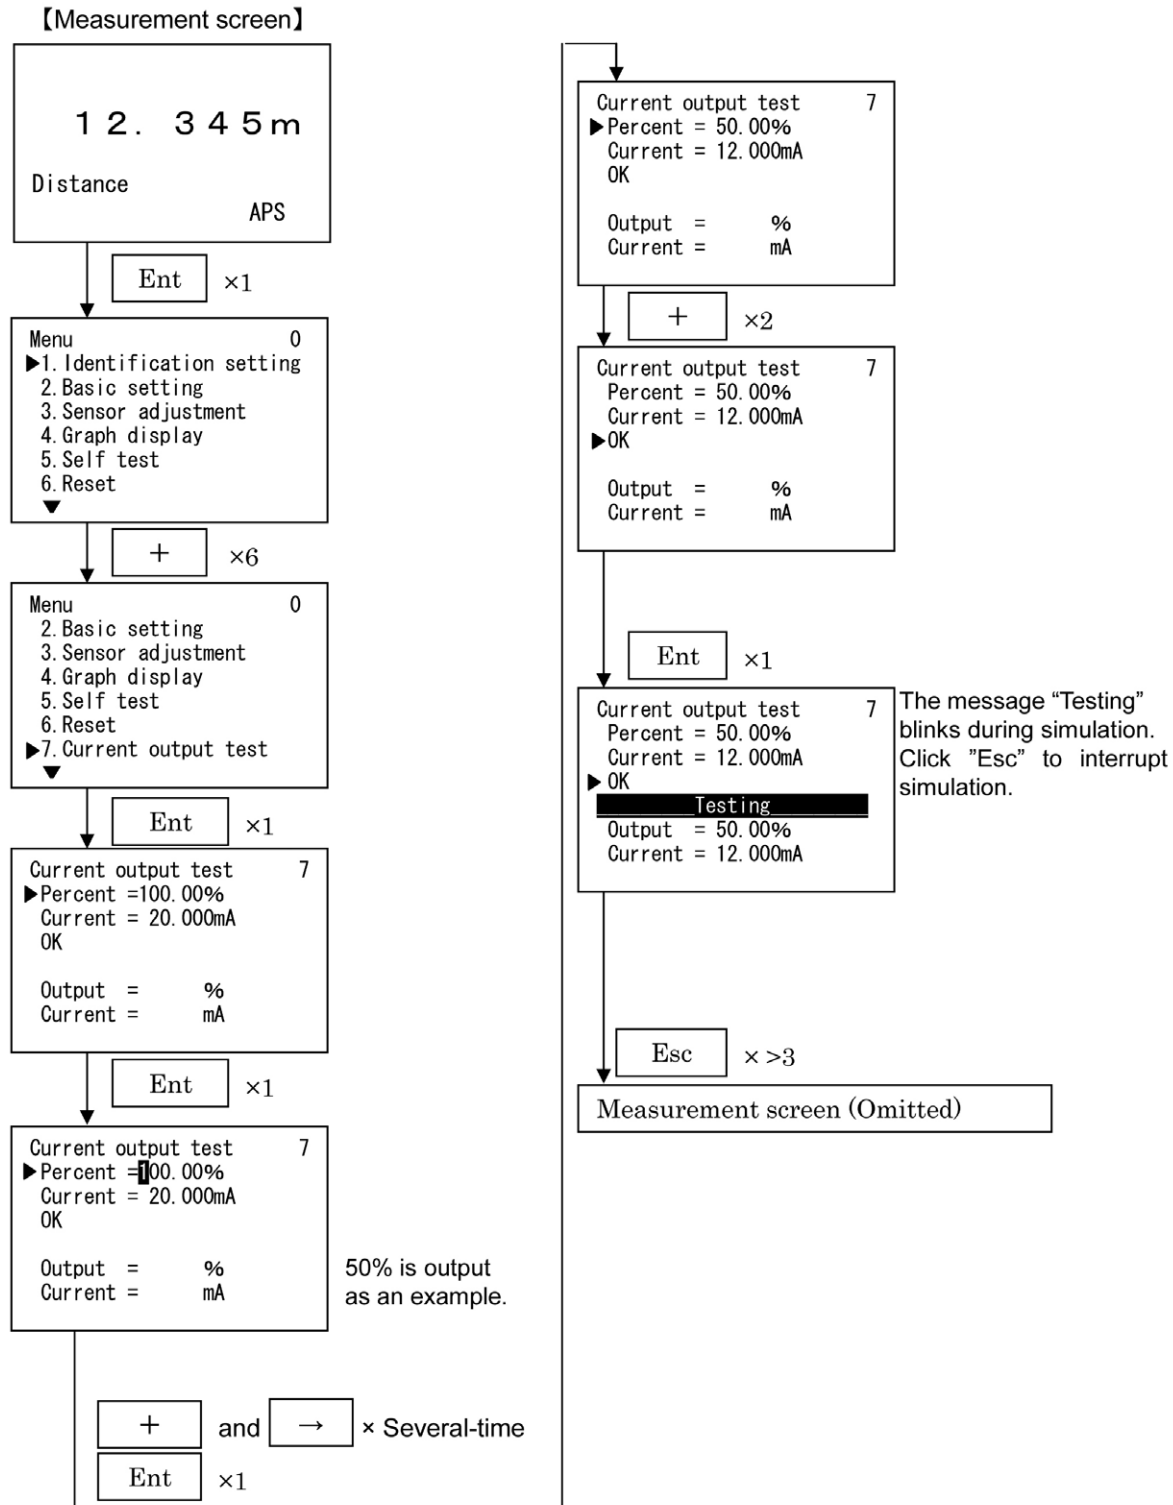 【Measurement screen】
12.345m
Distance
APS
Ent ×1
Menu 0
▶1.Identification setting
2.Basic setting
3.Sensor adjustment
4.Graph display
5.Self test
6.Reset
▼
+ ×6
Menu 0
2.Basic setting
3.Sensor adjustment
4.Graph display
5.Self test
6.Reset
▶7.Current output test
▼
Ent ×1
Current output test 7
▶Percent =100.00%
Current = 20.000mA
OK
Output = %
Current = mA
Ent ×1
Current output test 7
▶Percent =100.00%
Current = 20.000mA
OK
Output = %
Current = mA
50% is output
as an example.
+ and → × Several-time
Ent ×1
Current output test 7
▶Percent = 50.00%
Current = 12.000mA
OK
Output = %
Current = mA
+ ×2
Current output test 7
Percent = 50.00%
Current = 12.000mA
▶OK
Output = %
Current = mA
Ent ×1
Current output test 7
Percent = 50.00%
Current = 12.000mA
▶OK
Testing
Output = 50.00%
Current = 12.000mA
The message “Testing”
blinks during simulation.
Click ”Esc” to interrupt
simulation.
Esc × >3
Measurement screen (Omitted)